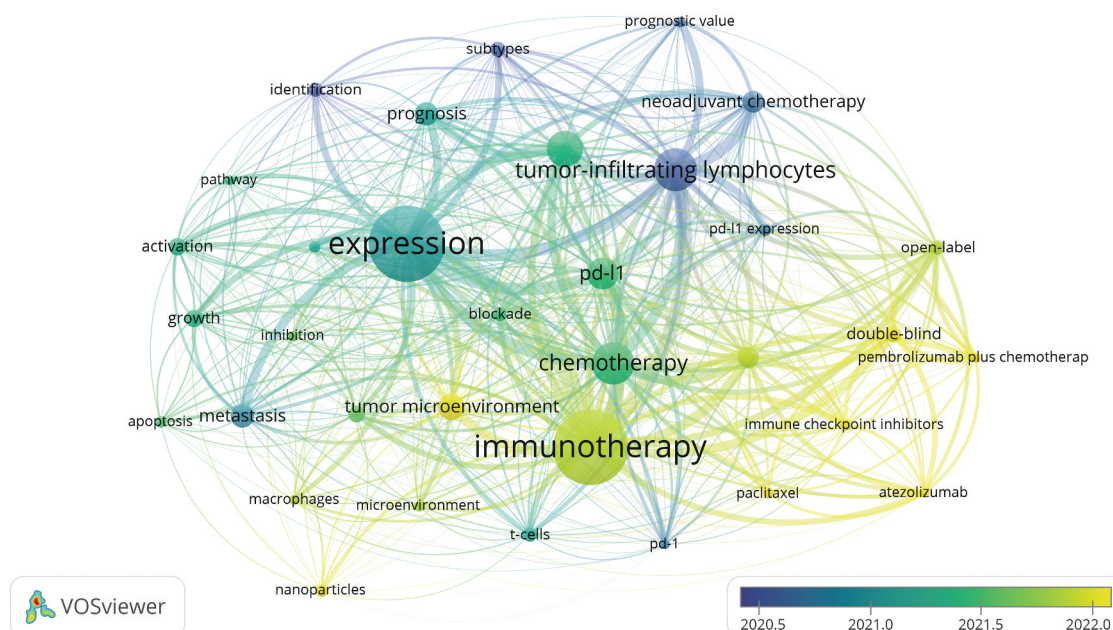 prognostic value
subtypes
identification
neoadjuvant chemotherapy
prognosis
tumor-infiltrating lymphocytes
pathway
pd-l1 expression
expression
activation
open-label
pd-l1
blockade
growth
inhibition
double-blind
chemotherapy
pembrolizumab plus chemotherap
tumor microenvironment
metastasis
apoptosis
immune checkpoint inhibitors
immunotherapy
macrophages
microenvironment
paclitaxel
atezolizumab
t-cells
pd-1
nanoparticles
VOSviewer
2020.5 2021.0 2021.5 2022.0